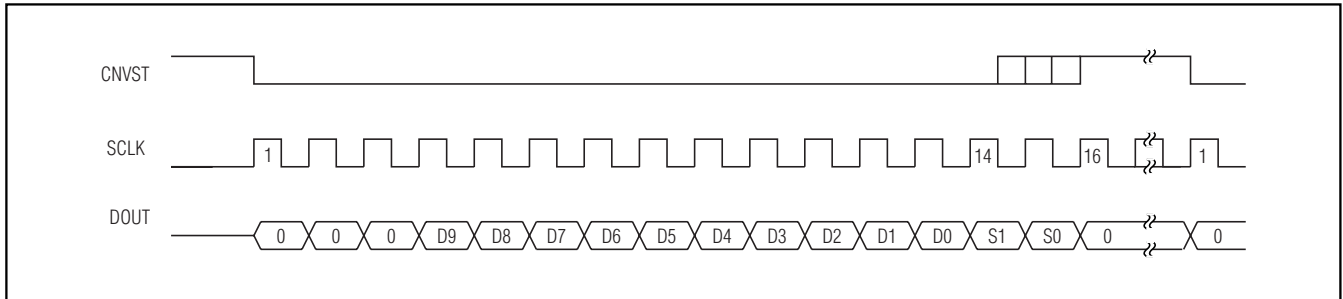 CNVST
SCLK 1 14 16 1
DOUT 0 0 0 D9 D8 D7 D6 D5 D4 D3 D2 D1 D0 S1 S0 0 0